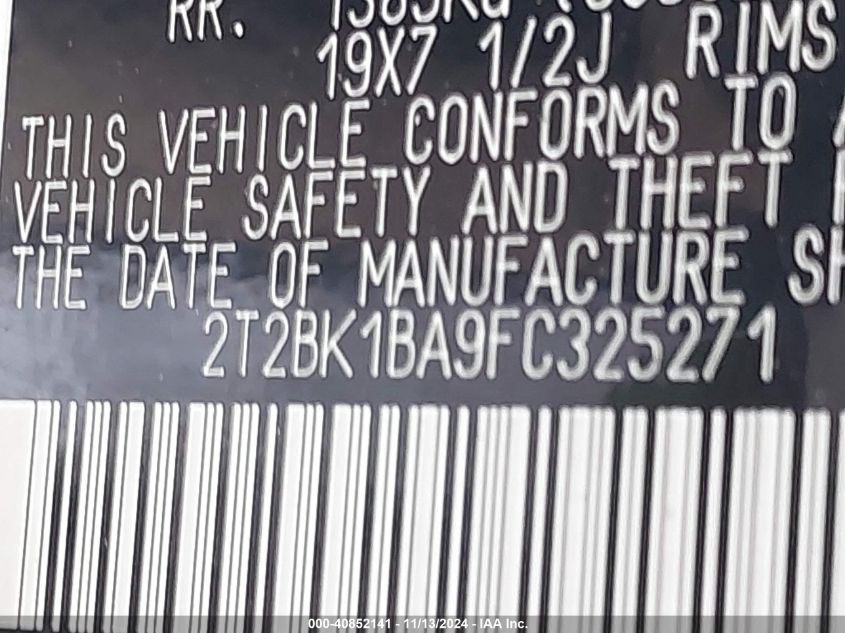 RR. 1385KG
19X7 1/2J RIMS
THIS VEHICLE CONFORMS TO
VEHICLE SAFETY AND THEFT
THE DATE OF MANUFACTURE
2T2BK1BA9FC325271
000-40852141 - 11/13/2024 - IAA Inc.